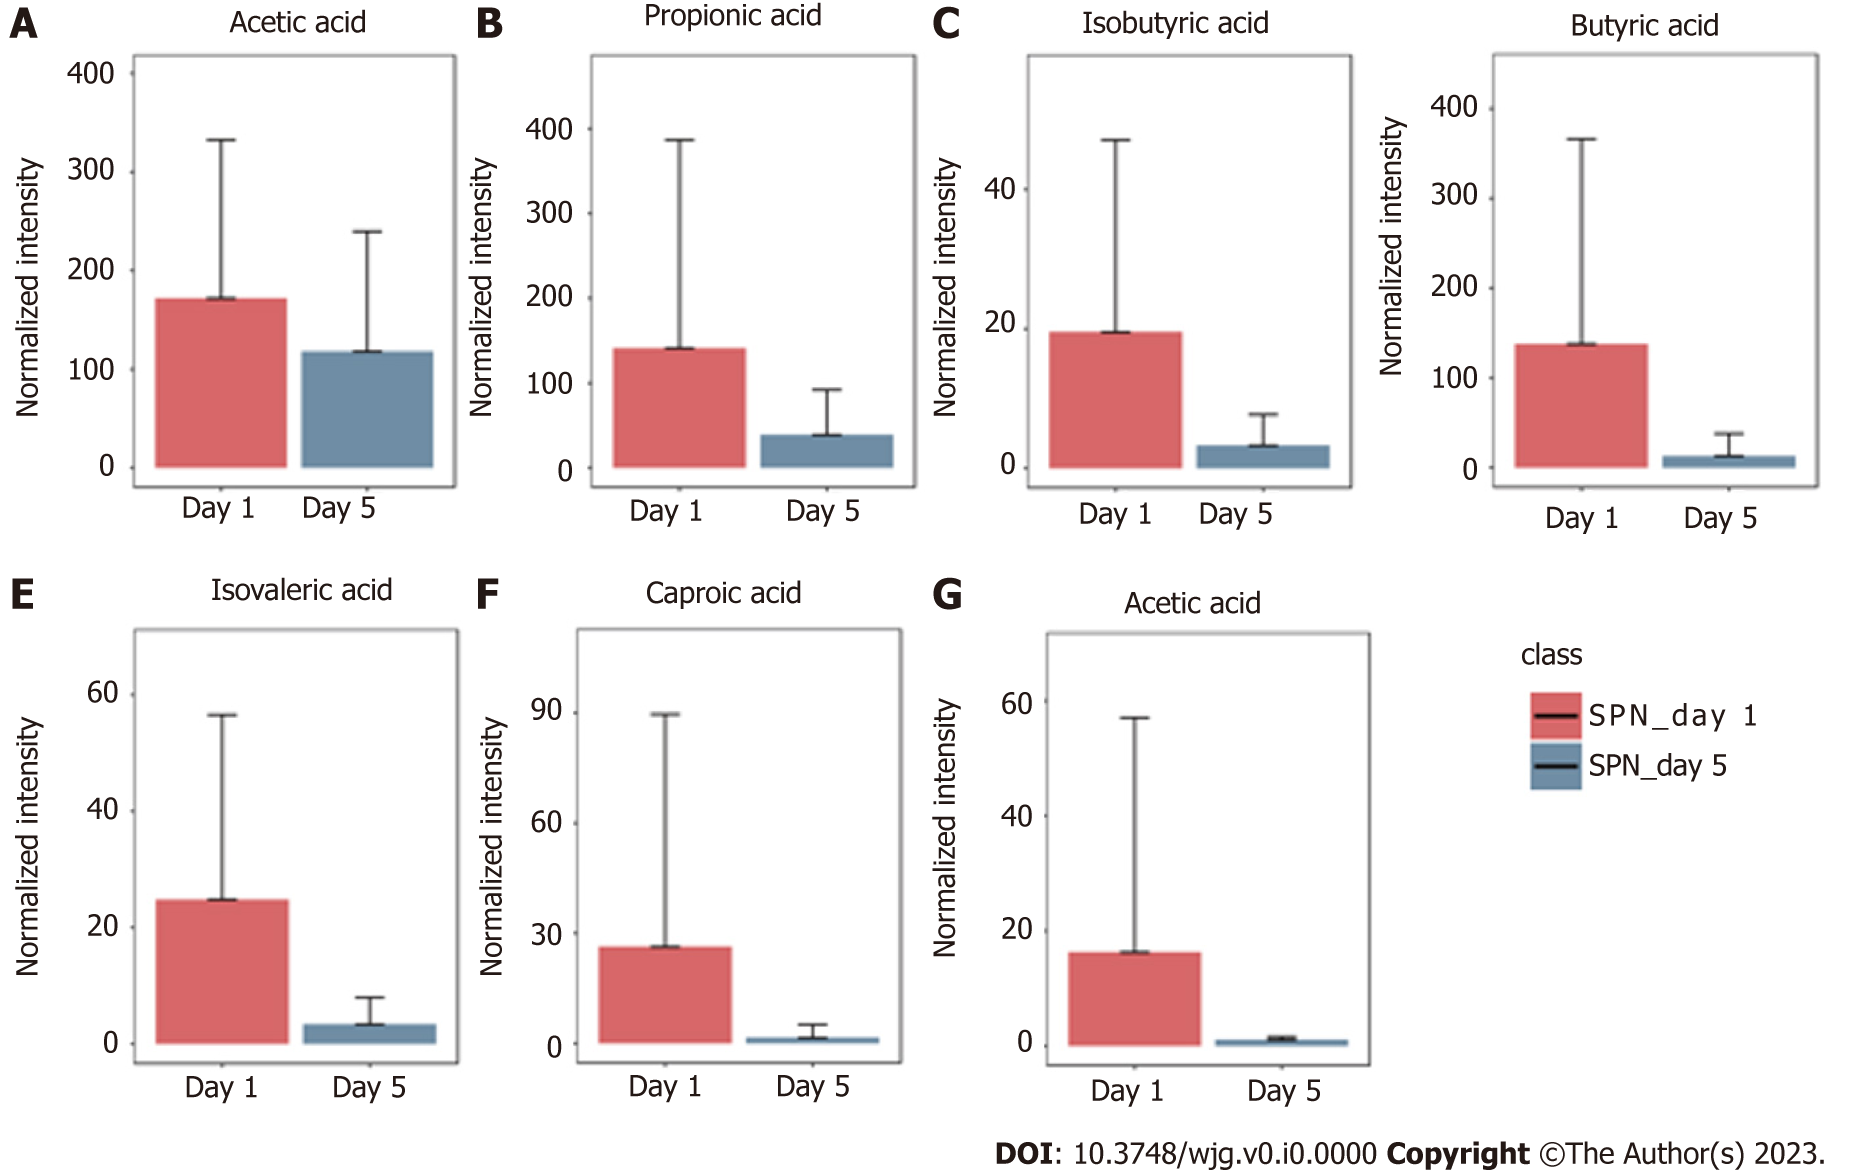 A Acetic acid
Normalized intensity
400
300
200
100
0
Day 1 Day 5
B Propionic acid
Normalized intensity
400
300
200
100
0
Day 1 Day 5
C Isobutyric acid
Normalized intensity
40
20
0
Day 1 Day 5
Butyric acid
Normalized intensity
400
300
200
100
0
Day 1 Day 5
E Isovaleric acid
Normalized intensity
60
40
20
0
Day 1 Day 5
F Caproic acid
Normalized intensity
90
60
30
0
Day 1 Day 5
G Acetic acid
Normalized intensity
60
40
20
0
Day 1 Day 5
class
SPN_day 1
SPN_day 5
DOI: 10.3748/wjg.v0.i0.0000 Copyright ©The Author(s) 2023.